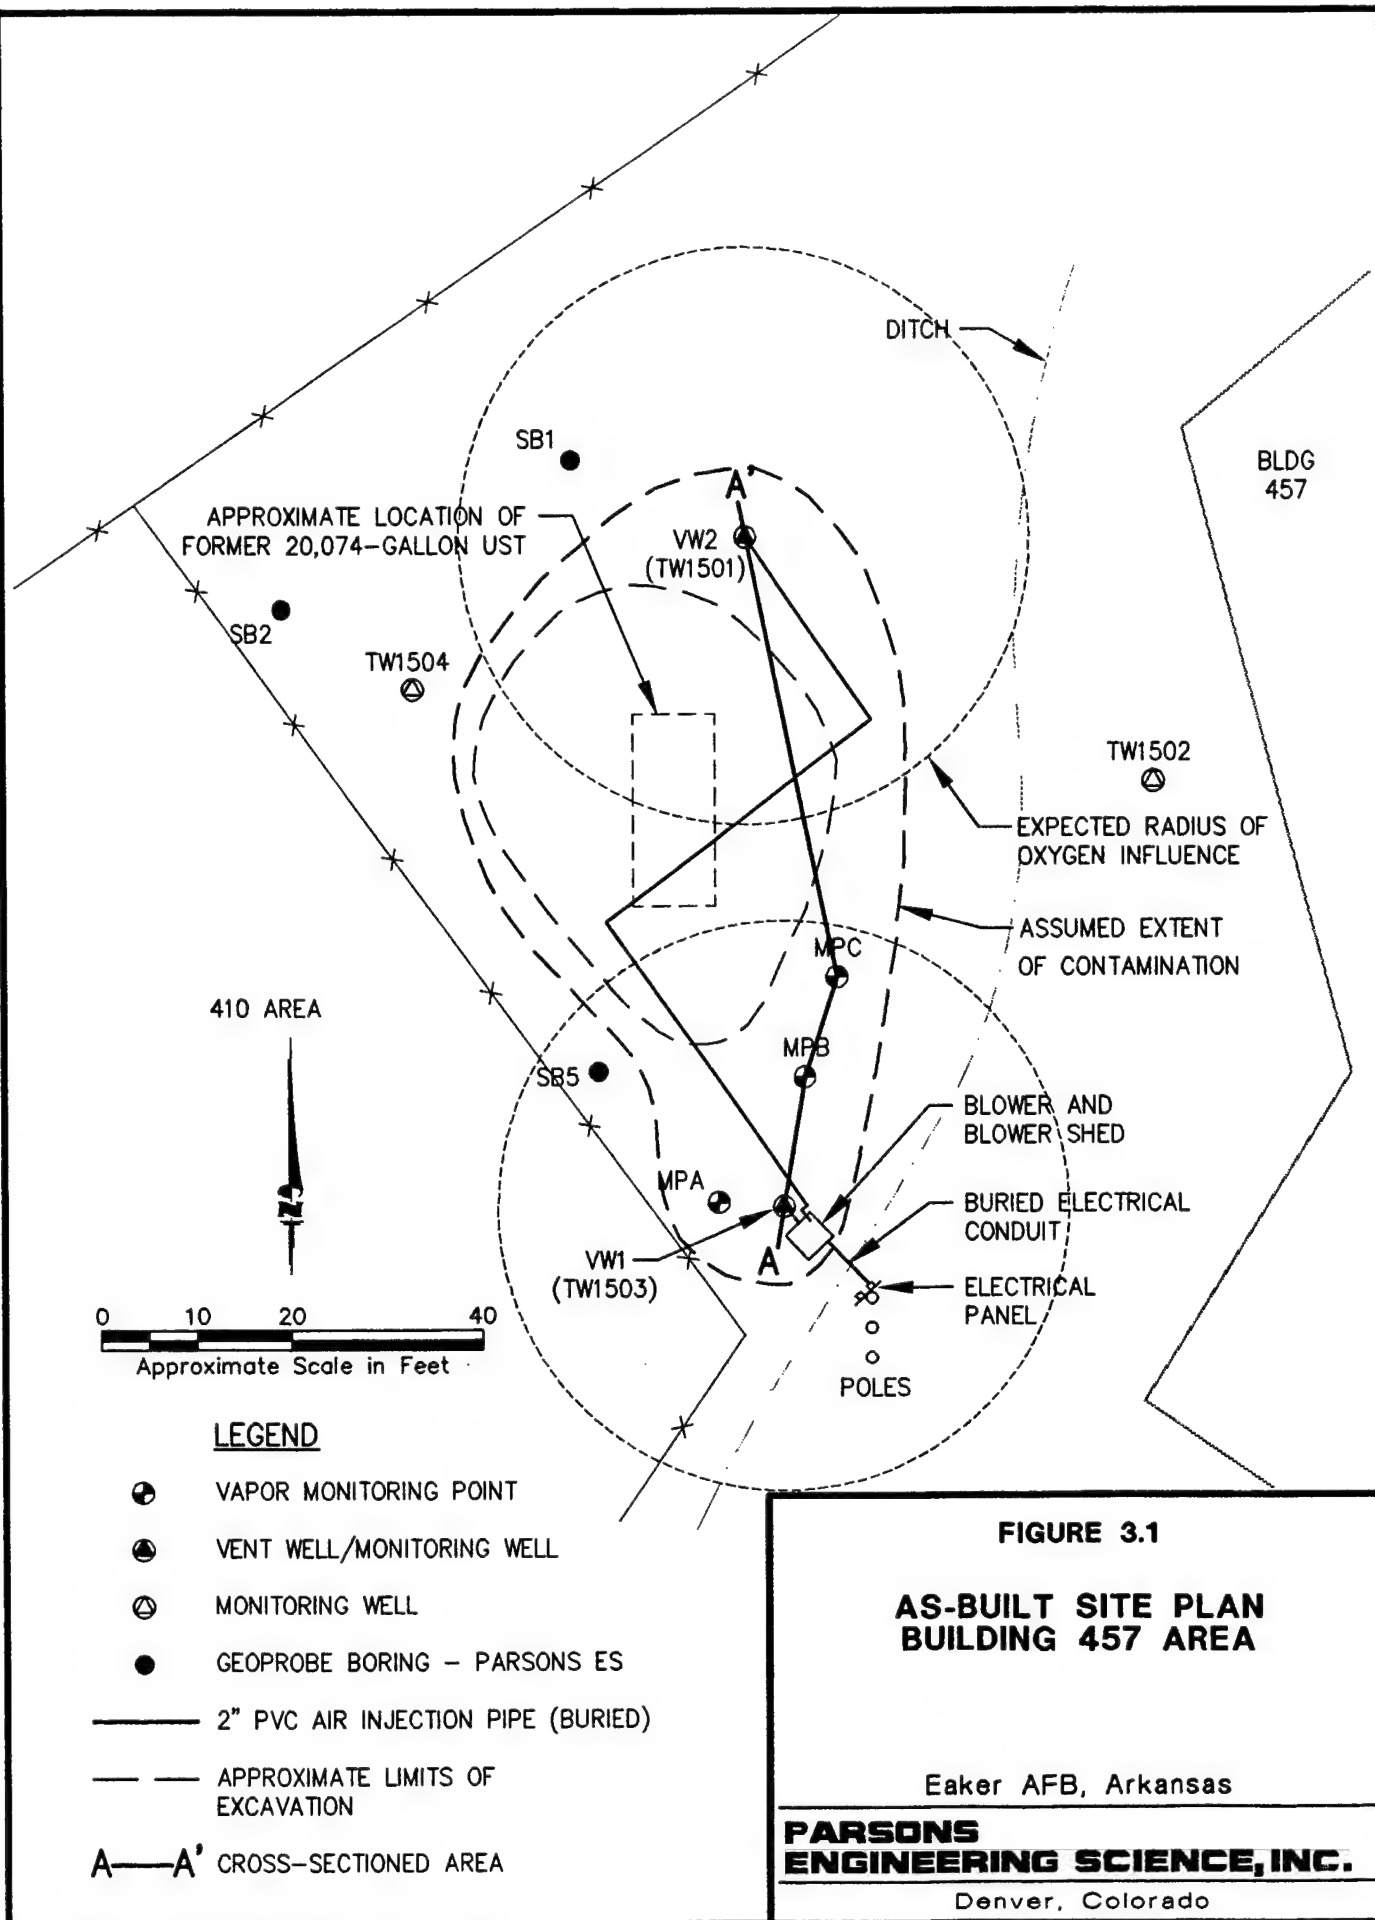 DITCH
BLDG
457
SB1
A'
APPROXIMATE LOCATION OF
FORMER 20,074-GALLON UST
VW2
(TW1501)
SB2
TW1504
TW1502
EXPECTED RADIUS OF
OXYGEN INFLUENCE
ASSUMED EXTENT
OF CONTAMINATION
MPC
410 AREA
MPB
SB5
BLOWER AND
BLOWER SHED
MPA
BURIED ELECTRICAL
CONDUIT
N
VW1
(TW1503)
A
ELECTRICAL
PANEL
0 10 20 40
Approximate Scale in Feet
POLES
LEGEND
VAPOR MONITORING POINT
VENT WELL/MONITORING WELL
MONITORING WELL
GEOPROBE BORING - PARSONS ES
2" PVC AIR INJECTION PIPE (BURIED)
APPROXIMATE LIMITS OF
EXCAVATION
A A' CROSS-SECTIONED AREA
FIGURE 3.1
AS-BUILT SITE PLAN
BUILDING 457 AREA
Eaker AFB, Arkansas
PARSONS
ENGINEERING SCIENCE, INC.
Denver, Colorado